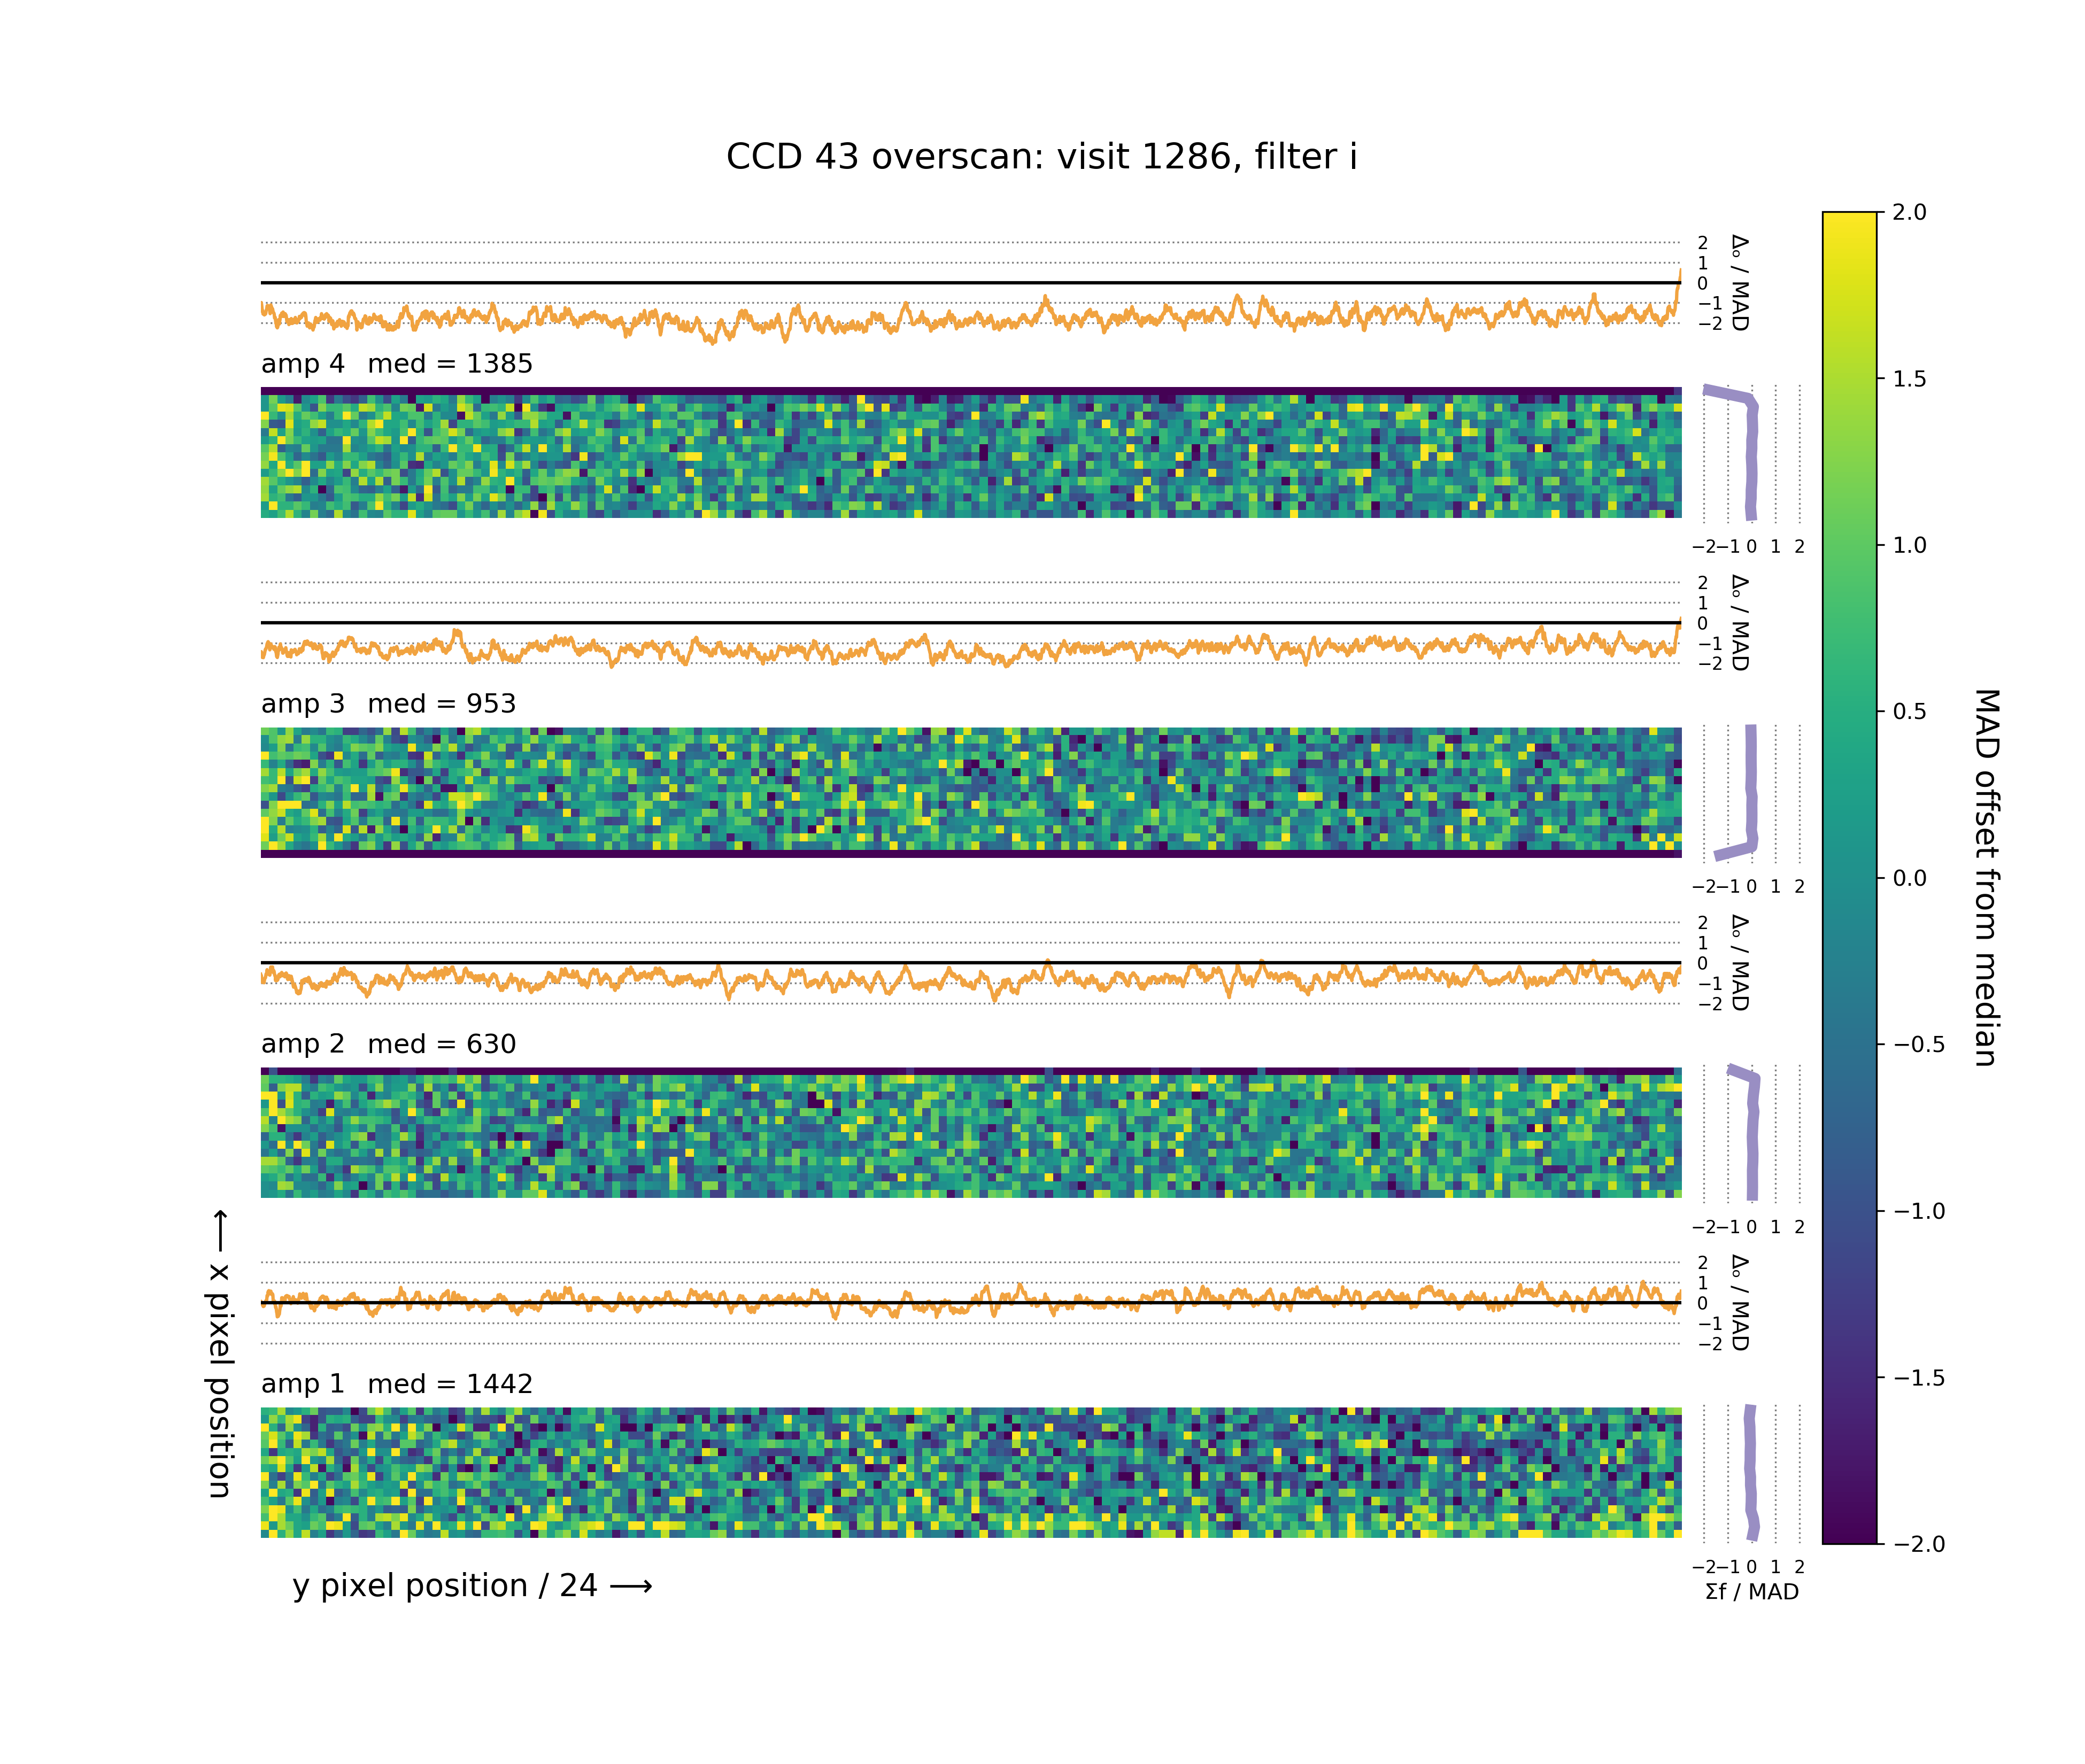 CCD 43 overscan: visit 1286, filter i
2
1
0
−1
−2
Δₒ / MAD
amp 4 med = 1385
−2 −1 0 1 2
2
1
0
−1
−2
Δₒ / MAD
amp 3 med = 953
−2 −1 0 1 2
2
1
0
−1
−2
Δₒ / MAD
amp 2 med = 630
−2 −1 0 1 2
2
1
0
−1
−2
Δₒ / MAD
amp 1 med = 1442
−2 −1 0 1 2
Σf / MAD
⟵ x pixel position
y pixel position / 24 ⟶
2.0
1.5
1.0
0.5
0.0
−0.5
−1.0
−1.5
−2.0
MAD offset from median